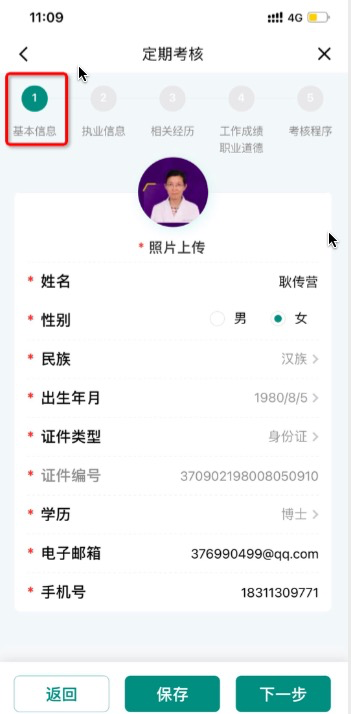 11:09
4G
定期考核
1 2 3 4 5
基本信息 执业信息 相关经历 工作成绩 考核程序
职业道德
* 照片上传
* 姓名 耿传营
* 性别 男 女
* 民族 汉族 >
* 出生年月 1980/8/5 >
* 证件类型 身份证 >
* 证件编号 370902198008050910
* 学历 博士 >
* 电子邮箱 376990499@qq.com
* 手机号 18311309771
返回 保存 下一步